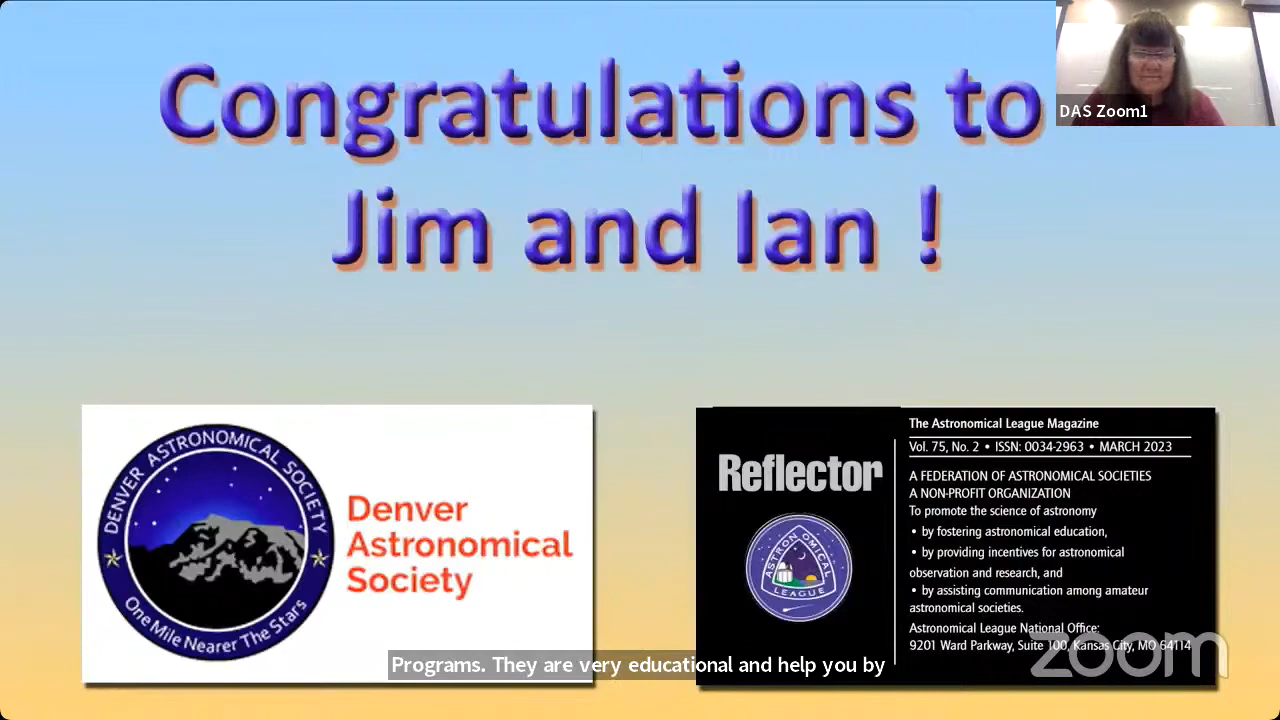 Congratulations to
Jim and Ian !
DAS Zoom1
DENVER ASTRONOMICAL SOCIETY
One Mile Nearer The Stars
Denver
Astronomical
Society
Reflector
ASTRONOMICAL
LEAGUE
The Astronomical League Magazine
Vol. 75, No. 2 • ISSN: 0034-2963 • MARCH 2023
A FEDERATION OF ASTRONOMICAL SOCIETIES
A NON-PROFIT ORGANIZATION
To promote the science of astronomy
• by fostering astronomical education,
• by providing incentives for astronomical
observation and research, and
• by assisting communication among amateur
astronomical societies.
Astronomical League National Office:
9201 Ward Parkway, Suite 100, Kansas City, MO 64114
zoom
Programs. They are very educational and help you by